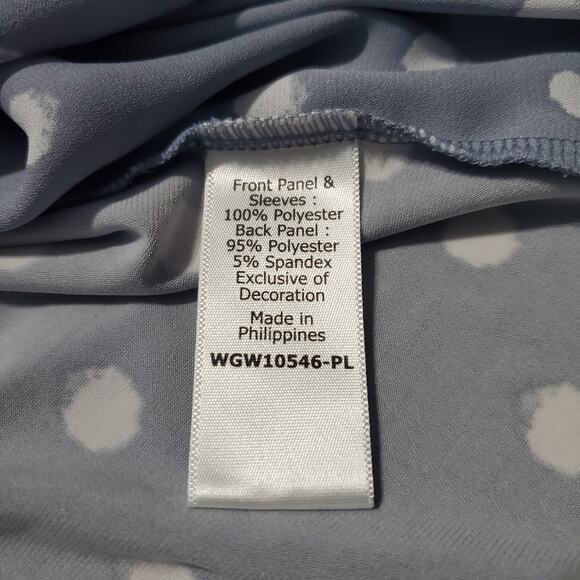 Front Panel &
Sleeves :
100% Polyester
Back Panel :
95% Polyester
5% Spandex
Exclusive of
Decoration
Made in
Philippines
WGW10546-PL